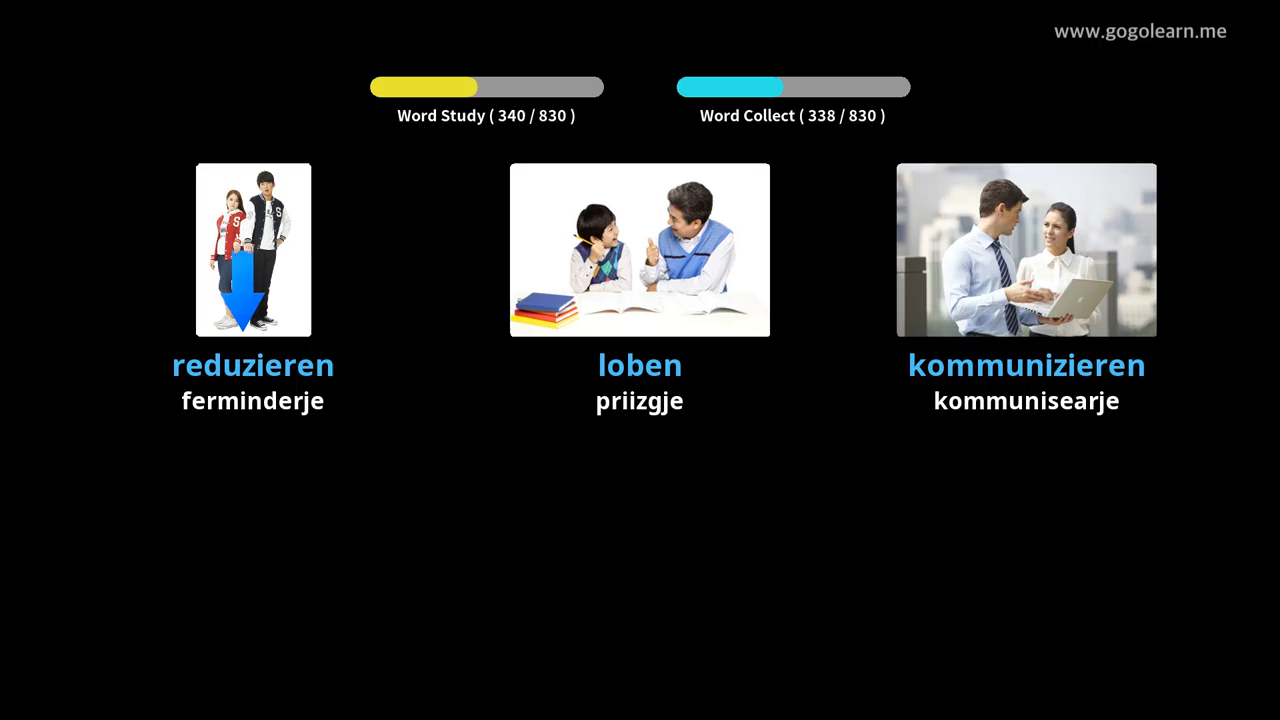 www.gogolearn.me
Word Study ( 340 / 830 )
Word Collect ( 338 / 830 )
reduzieren
ferminderje
loben
priizgje
kommunizieren
kommunisearje